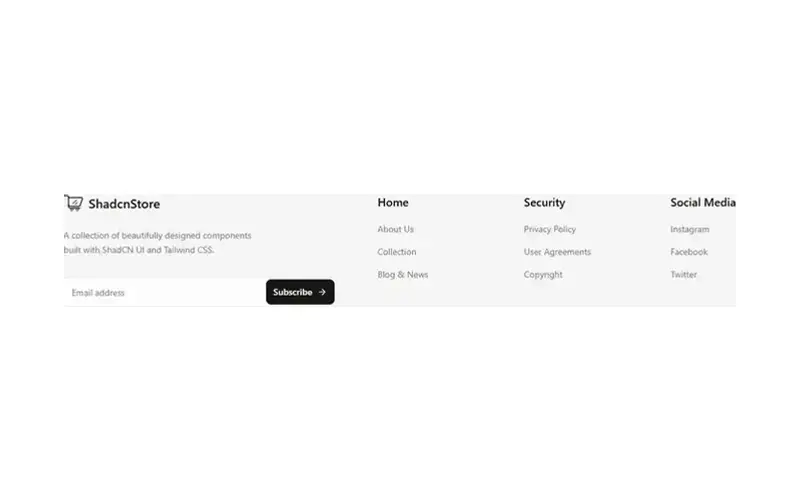 ShadcnStore
A collection of beautifully designed components
built with ShadCN UI and Tailwind CSS.
Email address
Subscribe →
Home
About Us
Collection
Blog & News
Security
Privacy Policy
User Agreements
Copyright
Social Media
Instagram
Facebook
Twitter